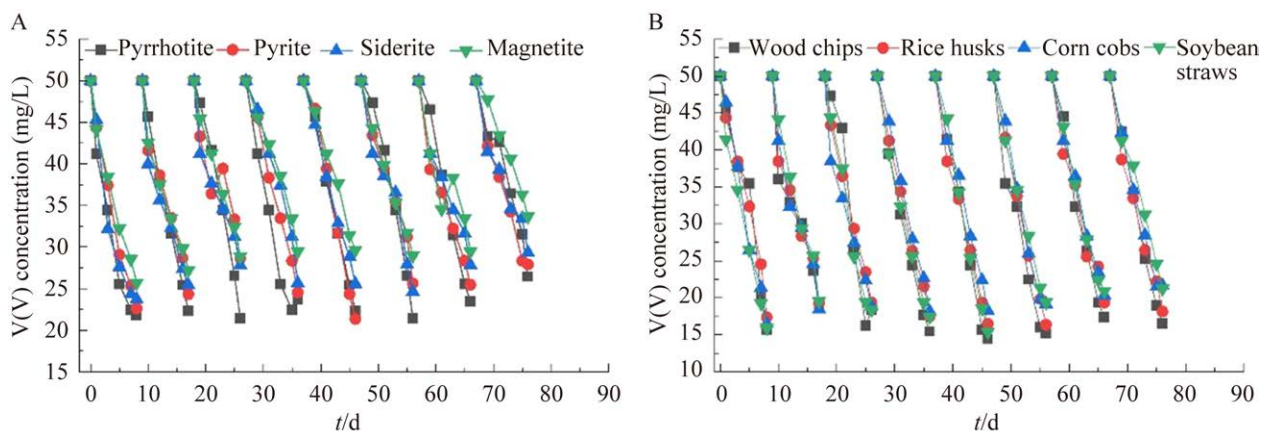 A
Pyrrhotite Pyrite Siderite Magnetite
V(V) concentration (mg/L)
55
50
45
40
35
30
25
20
15
0 10 20 30 40 50 60 70 80 90
t/d
B
Wood chips Rice husks Corn cobs Soybean
straws
V(V) concentration (mg/L)
55
50
45
40
35
30
25
20
15
10
0 10 20 30 40 50 60 70 80 90
t/d